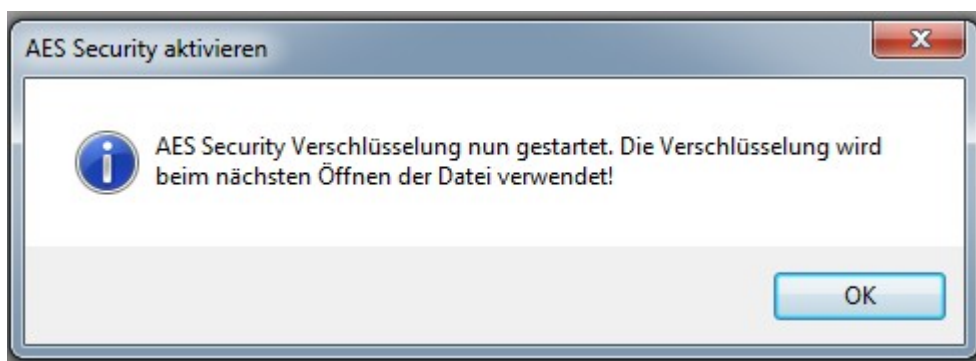 AES Security aktivieren
AES Security Verschlüsselung nun gestartet. Die Verschlüsselung wird
beim nächsten Öffnen der Datei verwendet!
OK